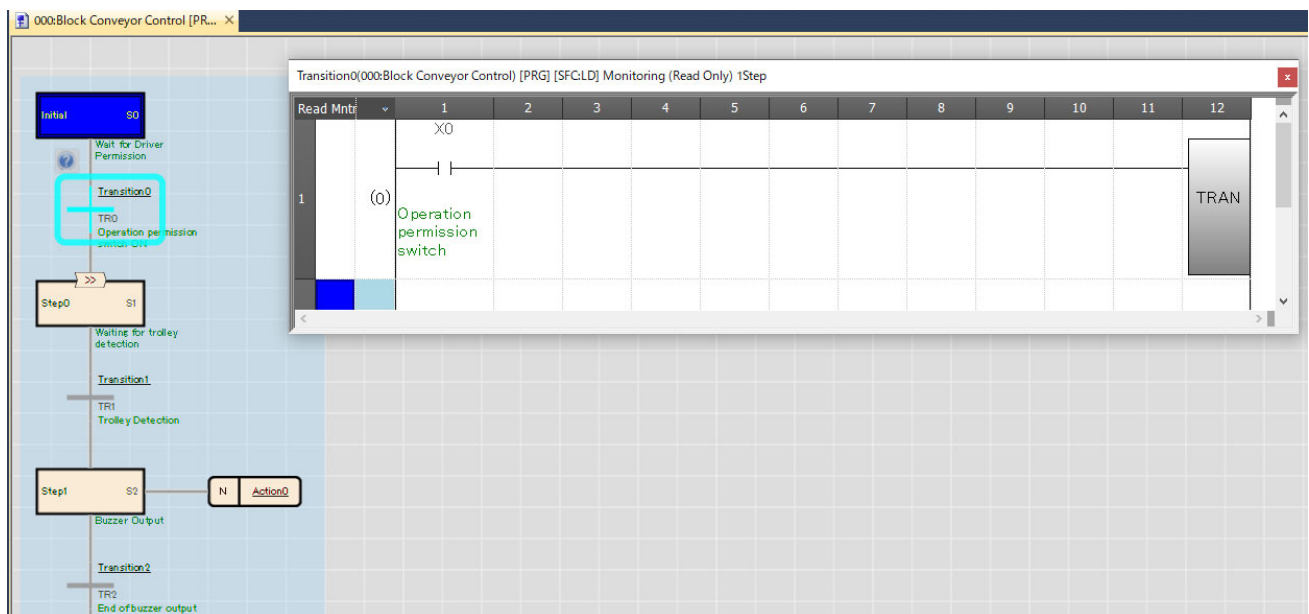 000:Block Conveyor Control [PR...
Initial S0
Wait for Driver
Permission
Transition0
TR0
Operation permission
switch ON
>>
Step0 S1
Waiting for trolley
detection
Transition1
TR1
Trolley Detection
Step1 S2
N Action0
Buzzer Output
Transition2
TR2
End of buzzer output
Transition0(000:Block Conveyor Control) [PRG] [SFC:LD] Monitoring (Read Only) 1Step
Read Mntr 1 2 3 4 5 6 7 8 9 10 11 12
X0
1 (0) TRAN
Operation
permission
switch